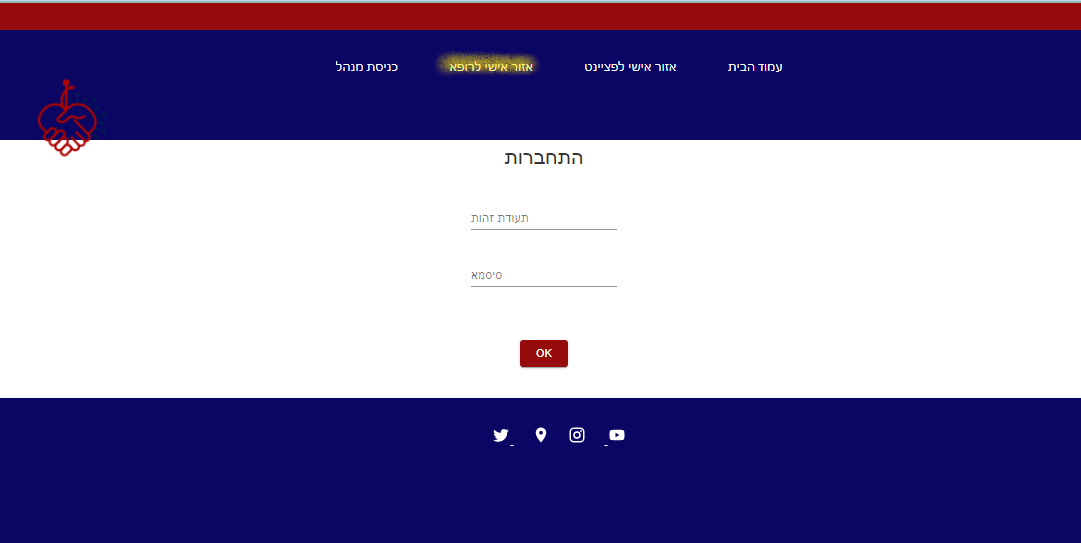 עמוד הבית אזור אישי לפציינט אזור אישי לרופא כניסת מנהל
התחברות
תעודת זהות
סיסמא
OK